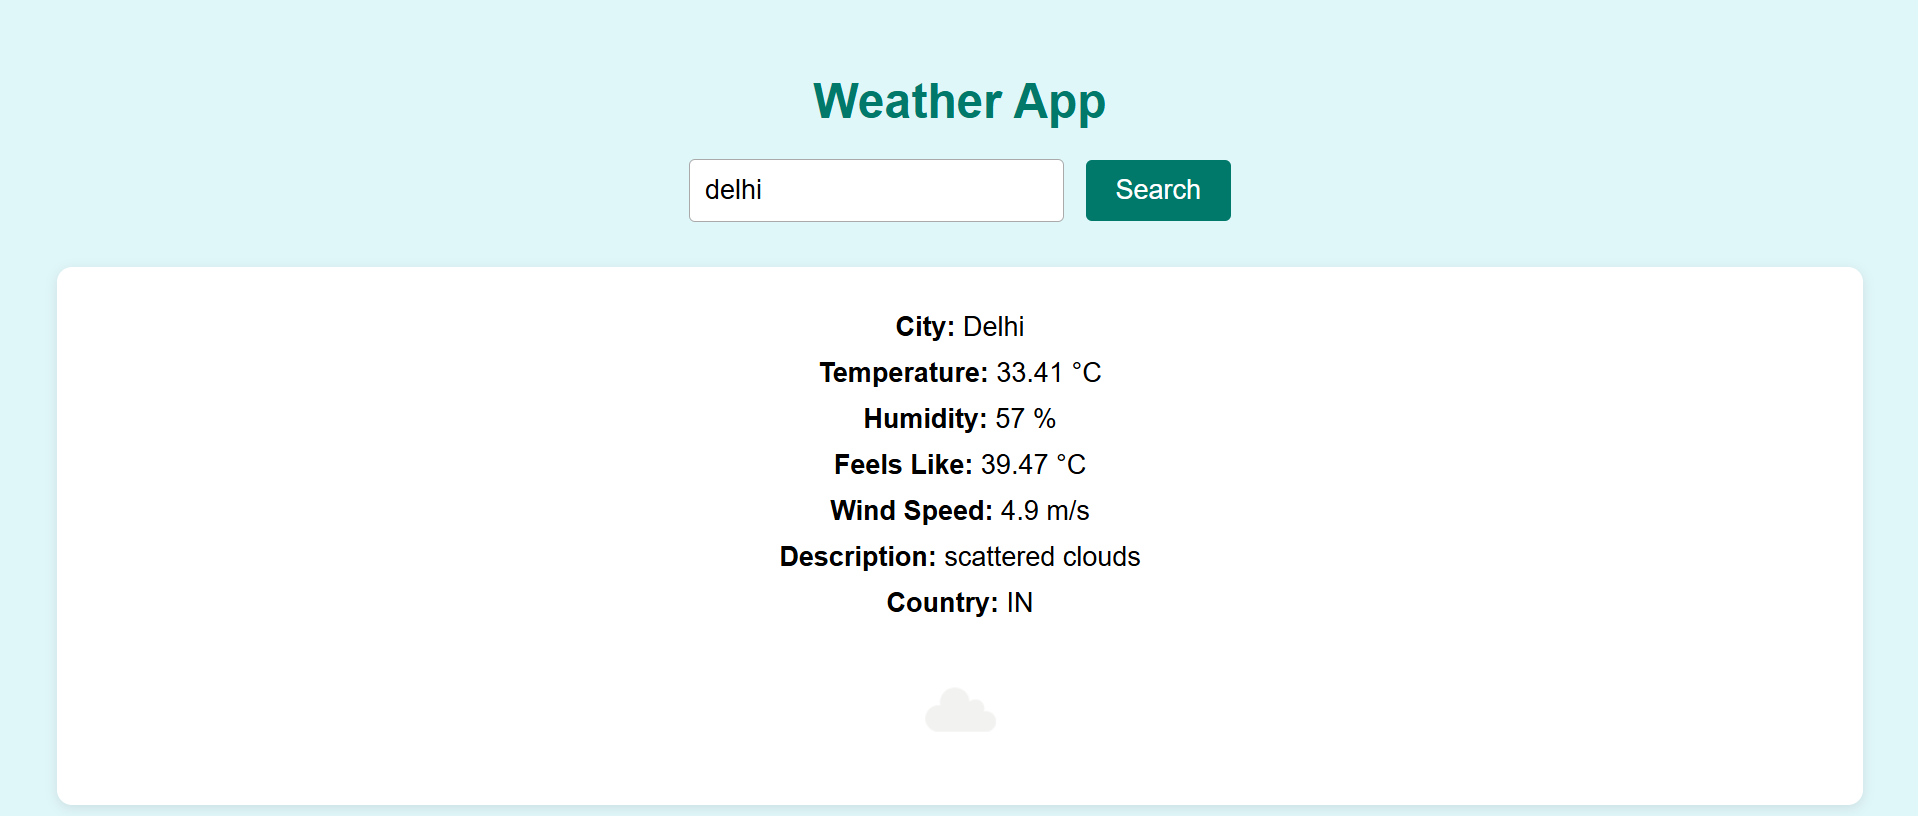 Weather App
delhi
Search
City: Delhi
Temperature: 33.41 °C
Humidity: 57 %
Feels Like: 39.47 °C
Wind Speed: 4.9 m/s
Description: scattered clouds
Country: IN